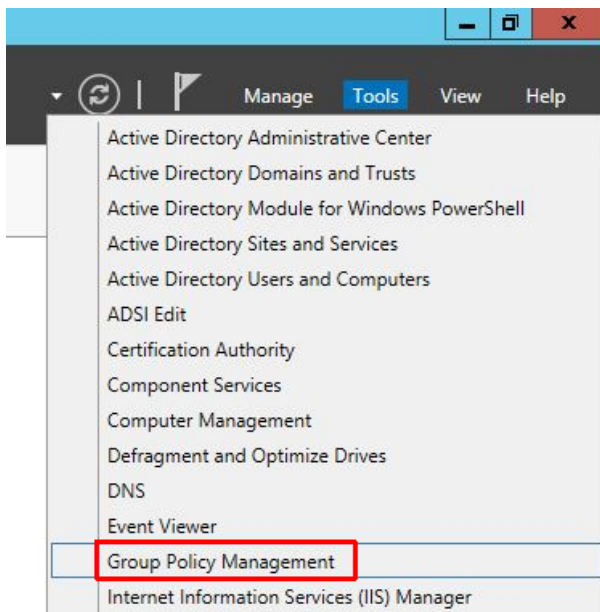 Manage Tools View Help
Active Directory Administrative Center
Active Directory Domains and Trusts
Active Directory Module for Windows PowerShell
Active Directory Sites and Services
Active Directory Users and Computers
ADSI Edit
Certification Authority
Component Services
Computer Management
Defragment and Optimize Drives
DNS
Event Viewer
Group Policy Management
Internet Information Services (IIS) Manager